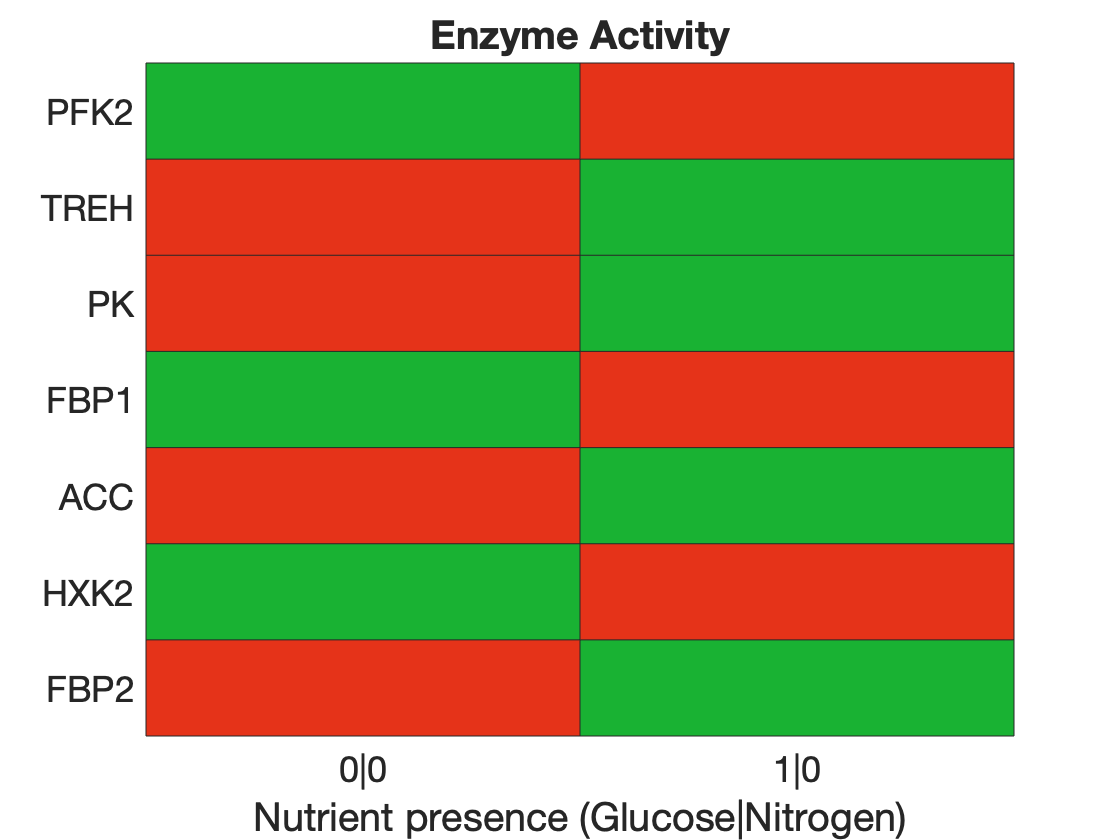 Enzyme Activity
PFK2
TREH
PK
FBP1
ACC
HXK2
FBP2
0|0 1|0
Nutrient presence (Glucose|Nitrogen)